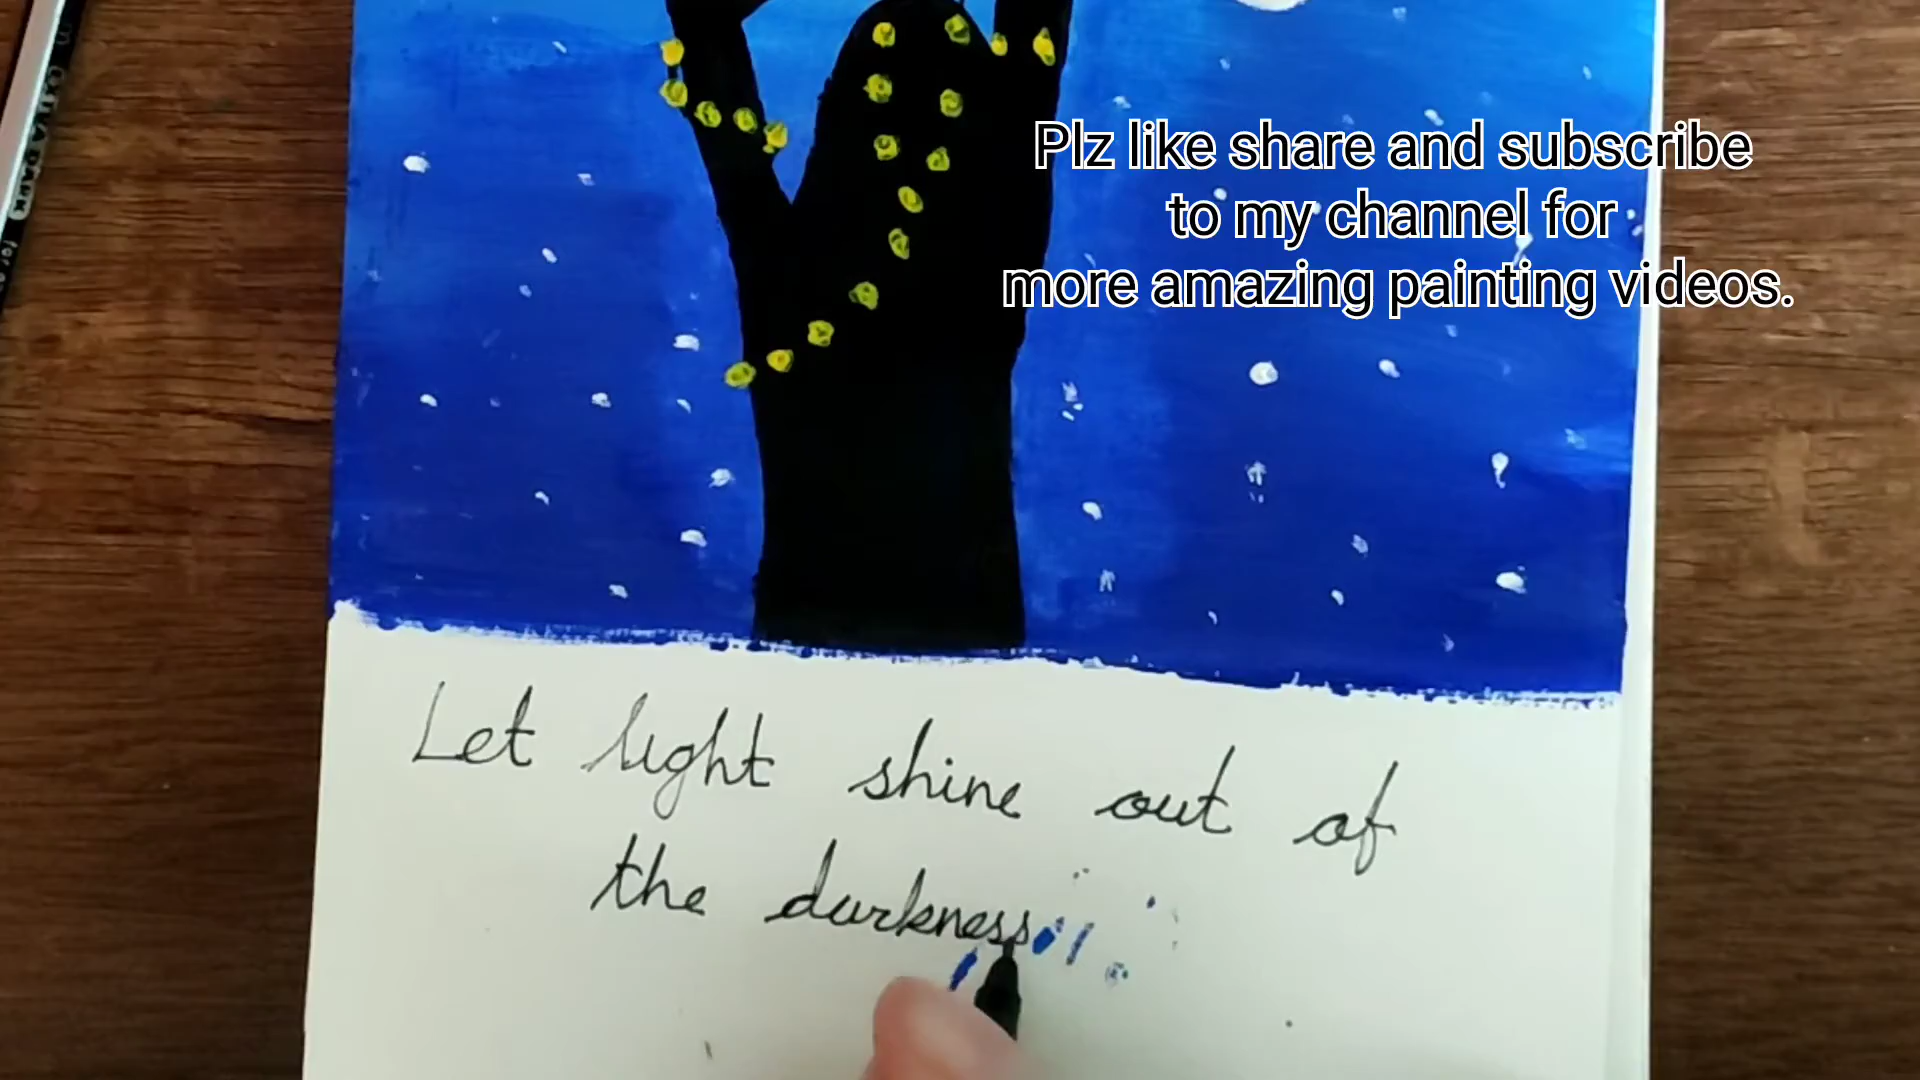 Plz like share and subscribe
to my channel for
more amazing painting videos.
Let light shine out of
the darkness